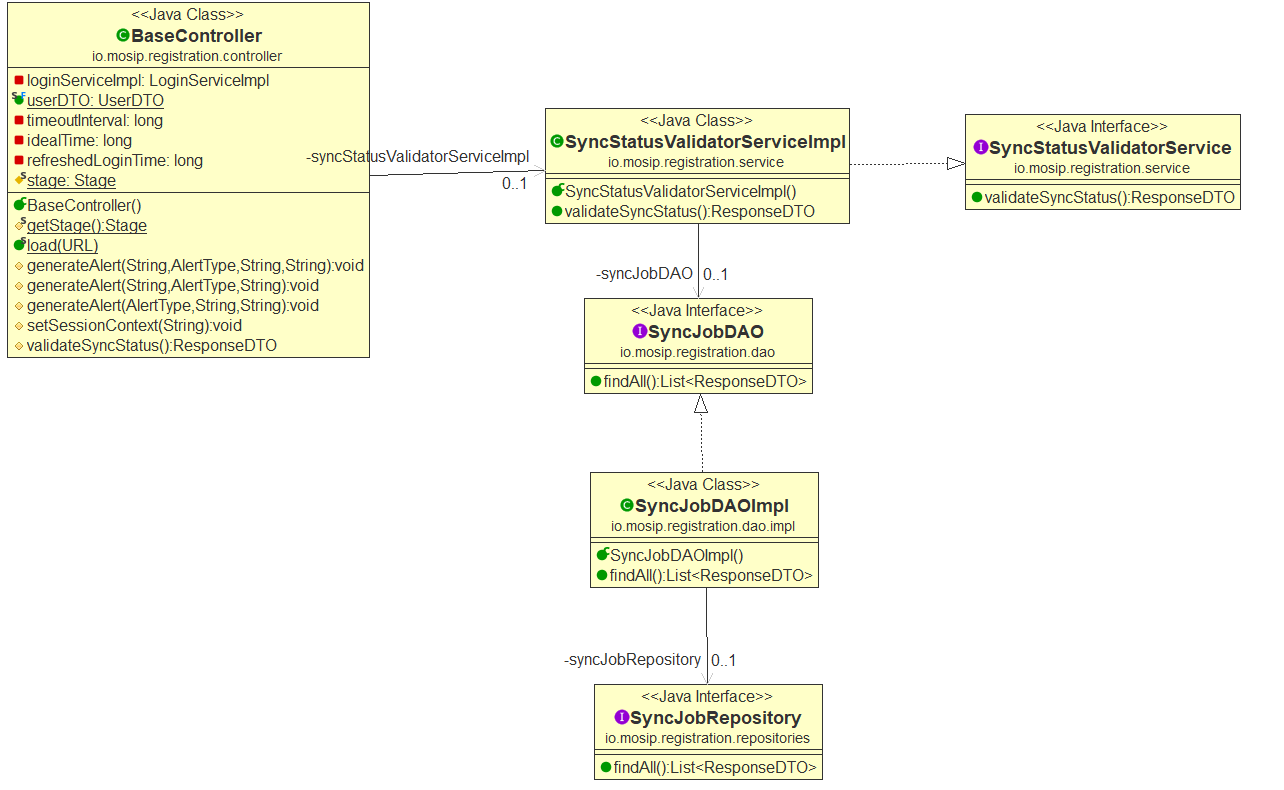 <<Java Class>>
BaseController
io.mosip.registration.controller
loginServiceImpl: LoginServiceImpl
userDTO: UserDTO
timeoutInterval: long
idealTime: long
refreshedLoginTime: long
stage: Stage
BaseController()
getStage():Stage
load(URL)
generateAlert(String,AlertType,String,String):void
generateAlert(String,AlertType,String):void
generateAlert(AlertType,String,String):void
setSessionContext(String):void
validateSyncStatus():ResponseDTO
-syncStatusValidatorServiceImpl
0..1
<<Java Class>>
SyncStatusValidatorServiceImpl
io.mosip.registration.service
SyncStatusValidatorServiceImpl()
validateSyncStatus():ResponseDTO
<<Java Interface>>
SyncStatusValidatorService
io.mosip.registration.service
validateSyncStatus():ResponseDTO
-syncJobDAO
0..1
<<Java Interface>>
SyncJobDAO
io.mosip.registration.dao
findAll():List<ResponseDTO>
<<Java Class>>
SyncJobDAOImpl
io.mosip.registration.dao.impl
SyncJobDAOImpl()
findAll():List<ResponseDTO>
-syncJobRepository
0..1
<<Java Interface>>
SyncJobRepository
io.mosip.registration.repositories
findAll():List<ResponseDTO>